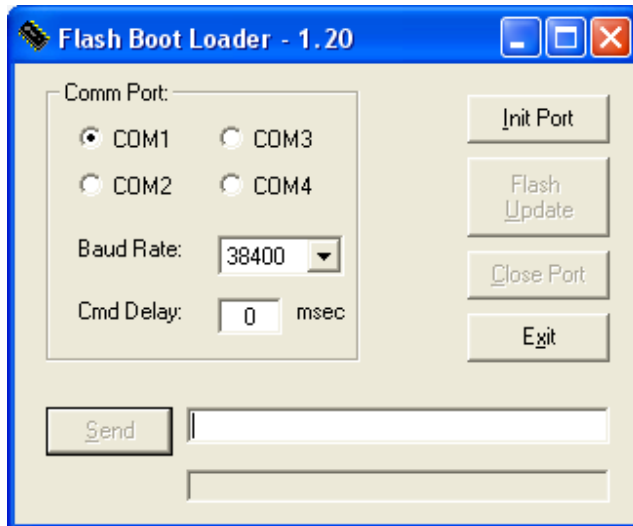 Flash Boot Loader - 1.20
Comm Port:
COM1
COM3
COM2
COM4
Baud Rate:
38400
Cmd Delay:
0
msec
Init Port
Flash
Update
Close Port
Exit
Send